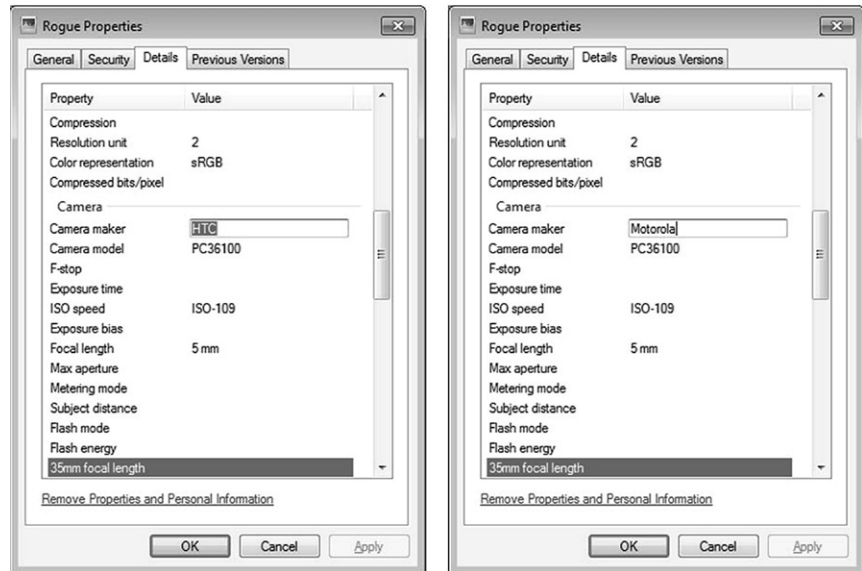 Rogue Properties
General Security Details Previous Versions
Property Value
Compression
Resolution unit 2
Color representation sRGB
Compressed bits/pixel
Camera
Camera maker HTC
Camera model PC36100
F-stop
Exposure time
ISO speed ISO-109
Exposure bias
Focal length 5 mm
Max aperture
Metering mode
Subject distance
Flash mode
Flash energy
35mm focal length
Remove Properties and Personal Information
OK Cancel Apply
Rogue Properties
General Security Details Previous Versions
Property Value
Compression
Resolution unit 2
Color representation sRGB
Compressed bits/pixel
Camera
Camera maker Motorola
Camera model PC36100
F-stop
Exposure time
ISO speed ISO-109
Exposure bias
Focal length 5 mm
Max aperture
Metering mode
Subject distance
Flash mode
Flash energy
35mm focal length
Remove Properties and Personal Information
OK Cancel Apply